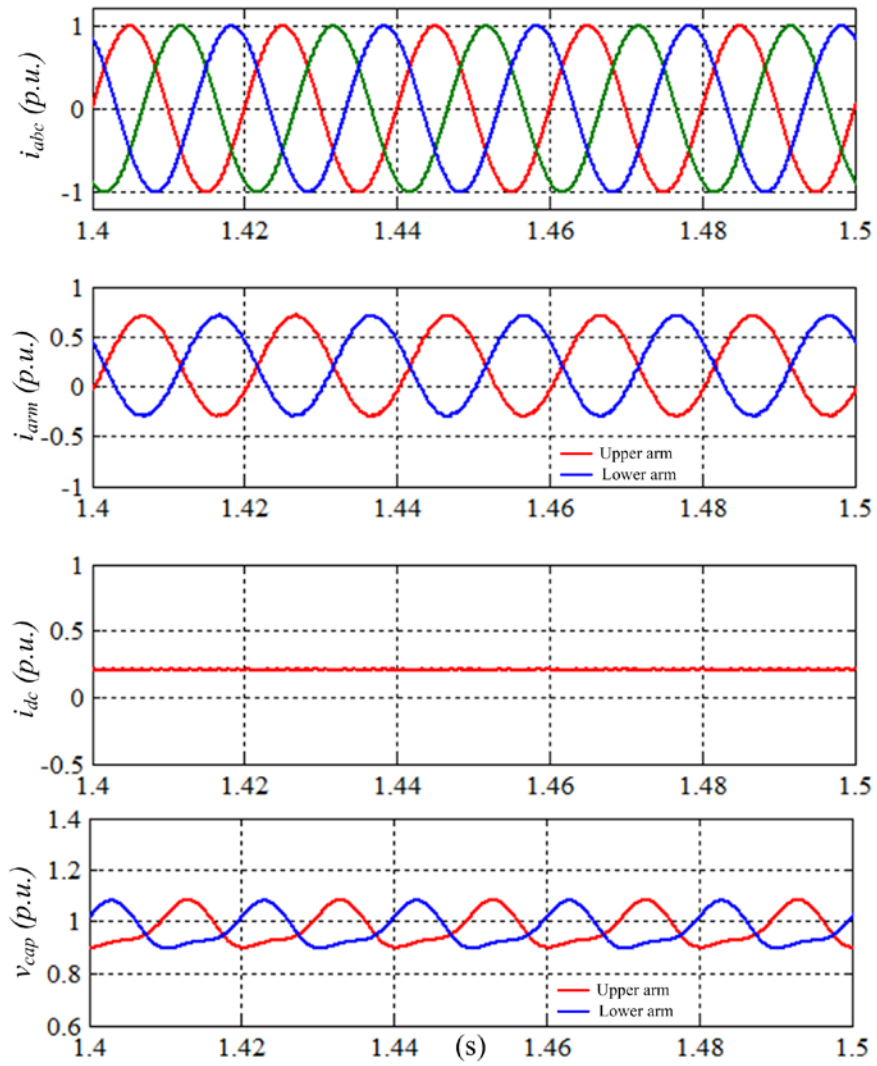 i_abc (p.u.)
1
0
-1
1.4 1.42 1.44 1.46 1.48 1.5
i_arm (p.u.)
1
0.5
0
-0.5
-1
Upper arm
Lower arm
1.4 1.42 1.44 1.46 1.48 1.5
i_dc (p.u.)
1
0.5
0
-0.5
1.4 1.42 1.44 1.46 1.48 1.5
v_cap (p.u.)
1.4
1.2
1
0.8
0.6
Upper arm
Lower arm
1.4 1.42 1.44 (s) 1.46 1.48 1.5